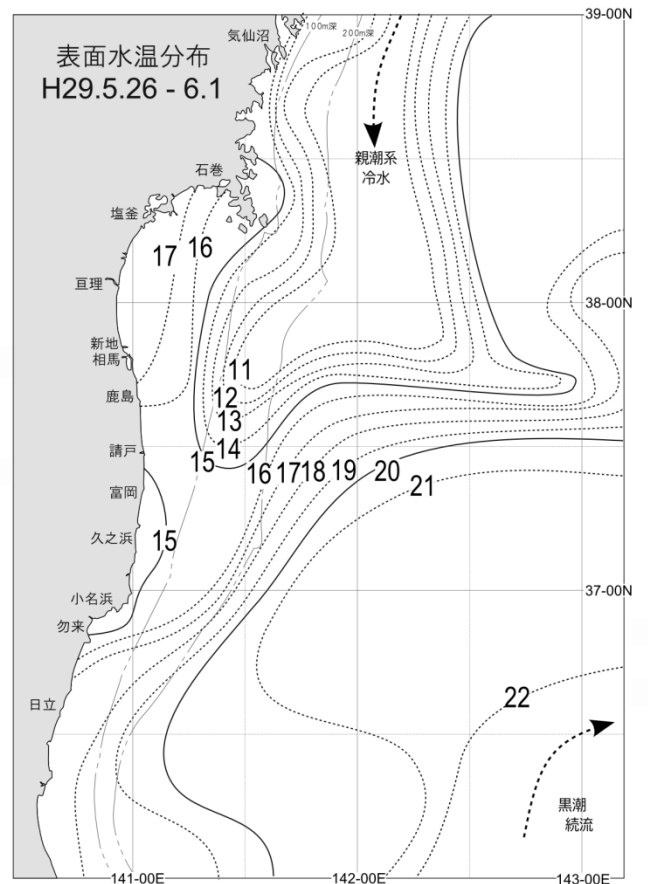 39-00N
気仙沼
100m深
200m深
表面水温分布
H29.5.26 - 6.1
親潮系
冷水
石巻
塩釜
17
16
亘理
38-00N
新地
相馬
11
鹿島
12
13
14
請戸
15
16
17
18
19
20
21
富岡
久之浜
15
37-00N
小名浜
勿来
日立
22
黒潮
続流
141-00E
142-00E
143-00E